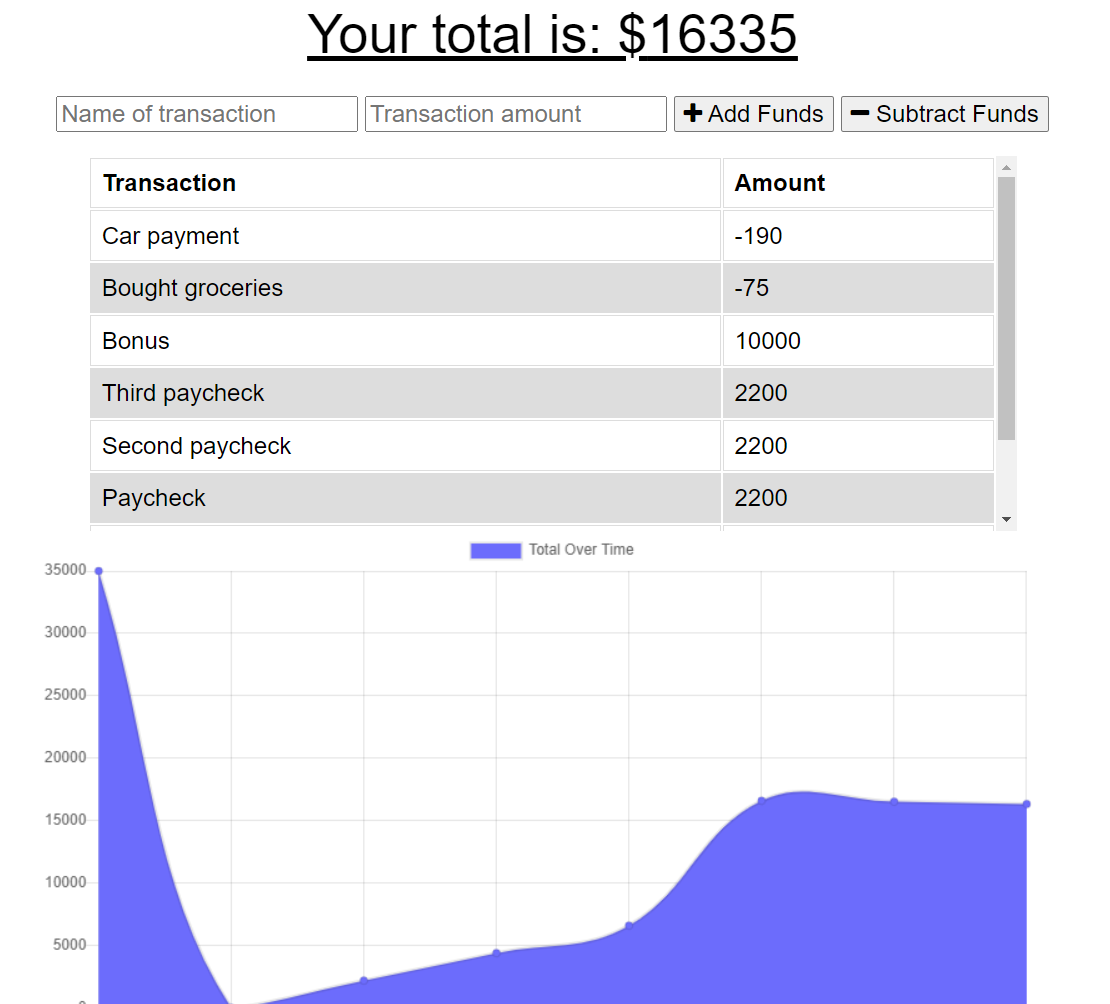 Your total is: $16335
Name of transaction Transaction amount Add Funds Subtract Funds
Transaction Amount
Car payment -190
Bought groceries -75
Bonus 10000
Third paycheck 2200
Second paycheck 2200
Paycheck 2200
Total Over Time
35000
30000
25000
20000
15000
10000
5000